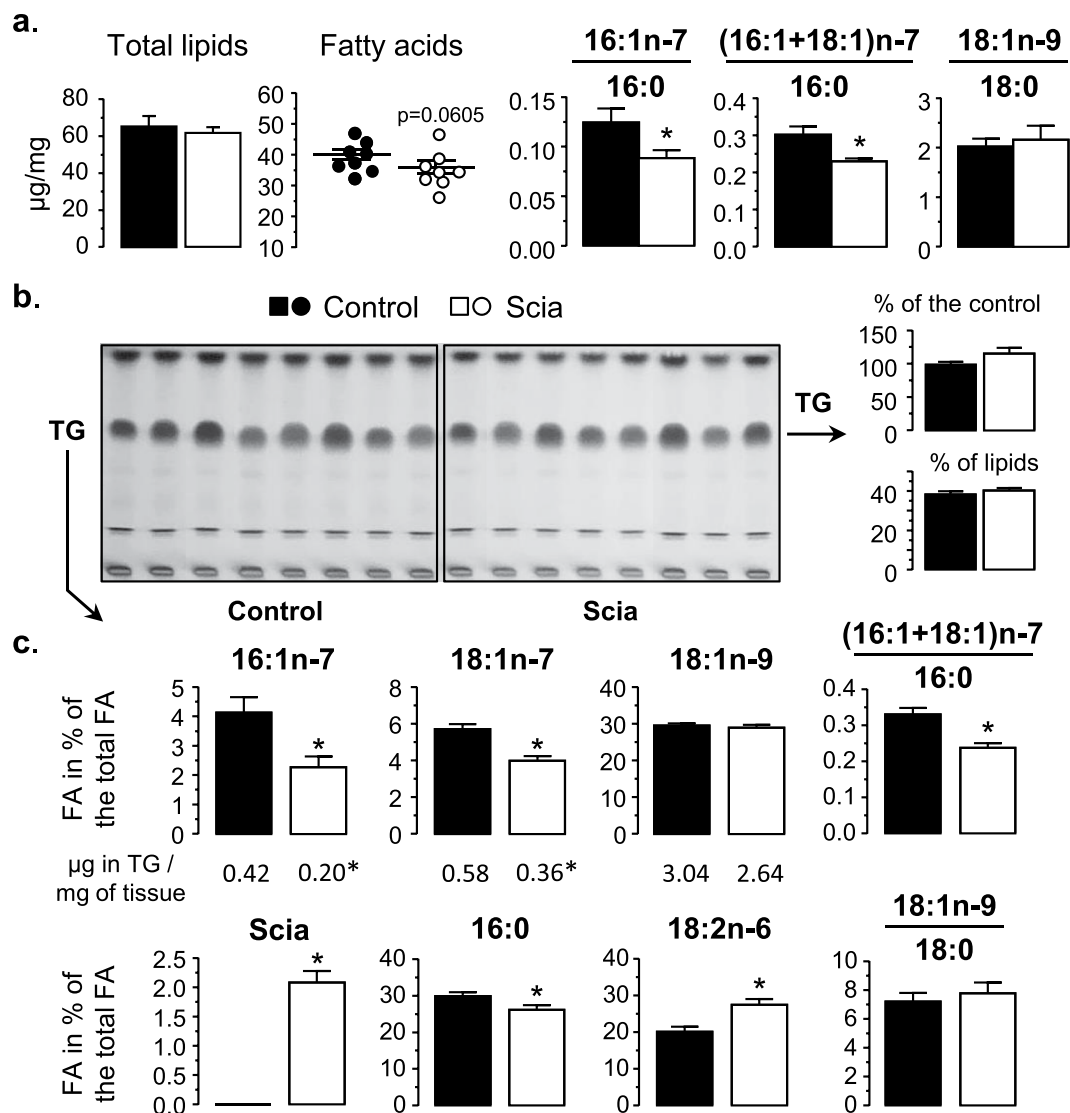 a.
Total lipids
Fatty acids
16:1n-7
16:0
(16:1+18:1)n-7
16:0
18:1n-9
18:0
µg/mg
80
60
40
20
0
60
50
40
30
20
10
p=0.0605
0.15
0.10
0.05
0.00
*
0.4
0.3
0.2
0.1
0.0
*
3
2
1
0
b.
Control
Scia
TG
TG
% of the control
150
100
50
0
% of lipids
40
20
0
Control
Scia
c.
16:1n-7
18:1n-7
18:1n-9
(16:1+18:1)n-7
16:0
FA in % of
the total FA
5
4
3
2
1
0
*
8
6
4
2
0
*
40
30
20
10
0
0.4
0.3
0.2
0.1
0.0
*
µg in TG /
mg of tissue
0.42 0.20* 0.58 0.36* 3.04 2.64
Scia
16:0
18:2n-6
18:1n-9
18:0
FA in % of
the total FA
2.5
2.0
1.5
1.0
0.5
0.0
*
40
30
20
10
0
*
40
30
20
10
0
*
10
8
6
4
2
0